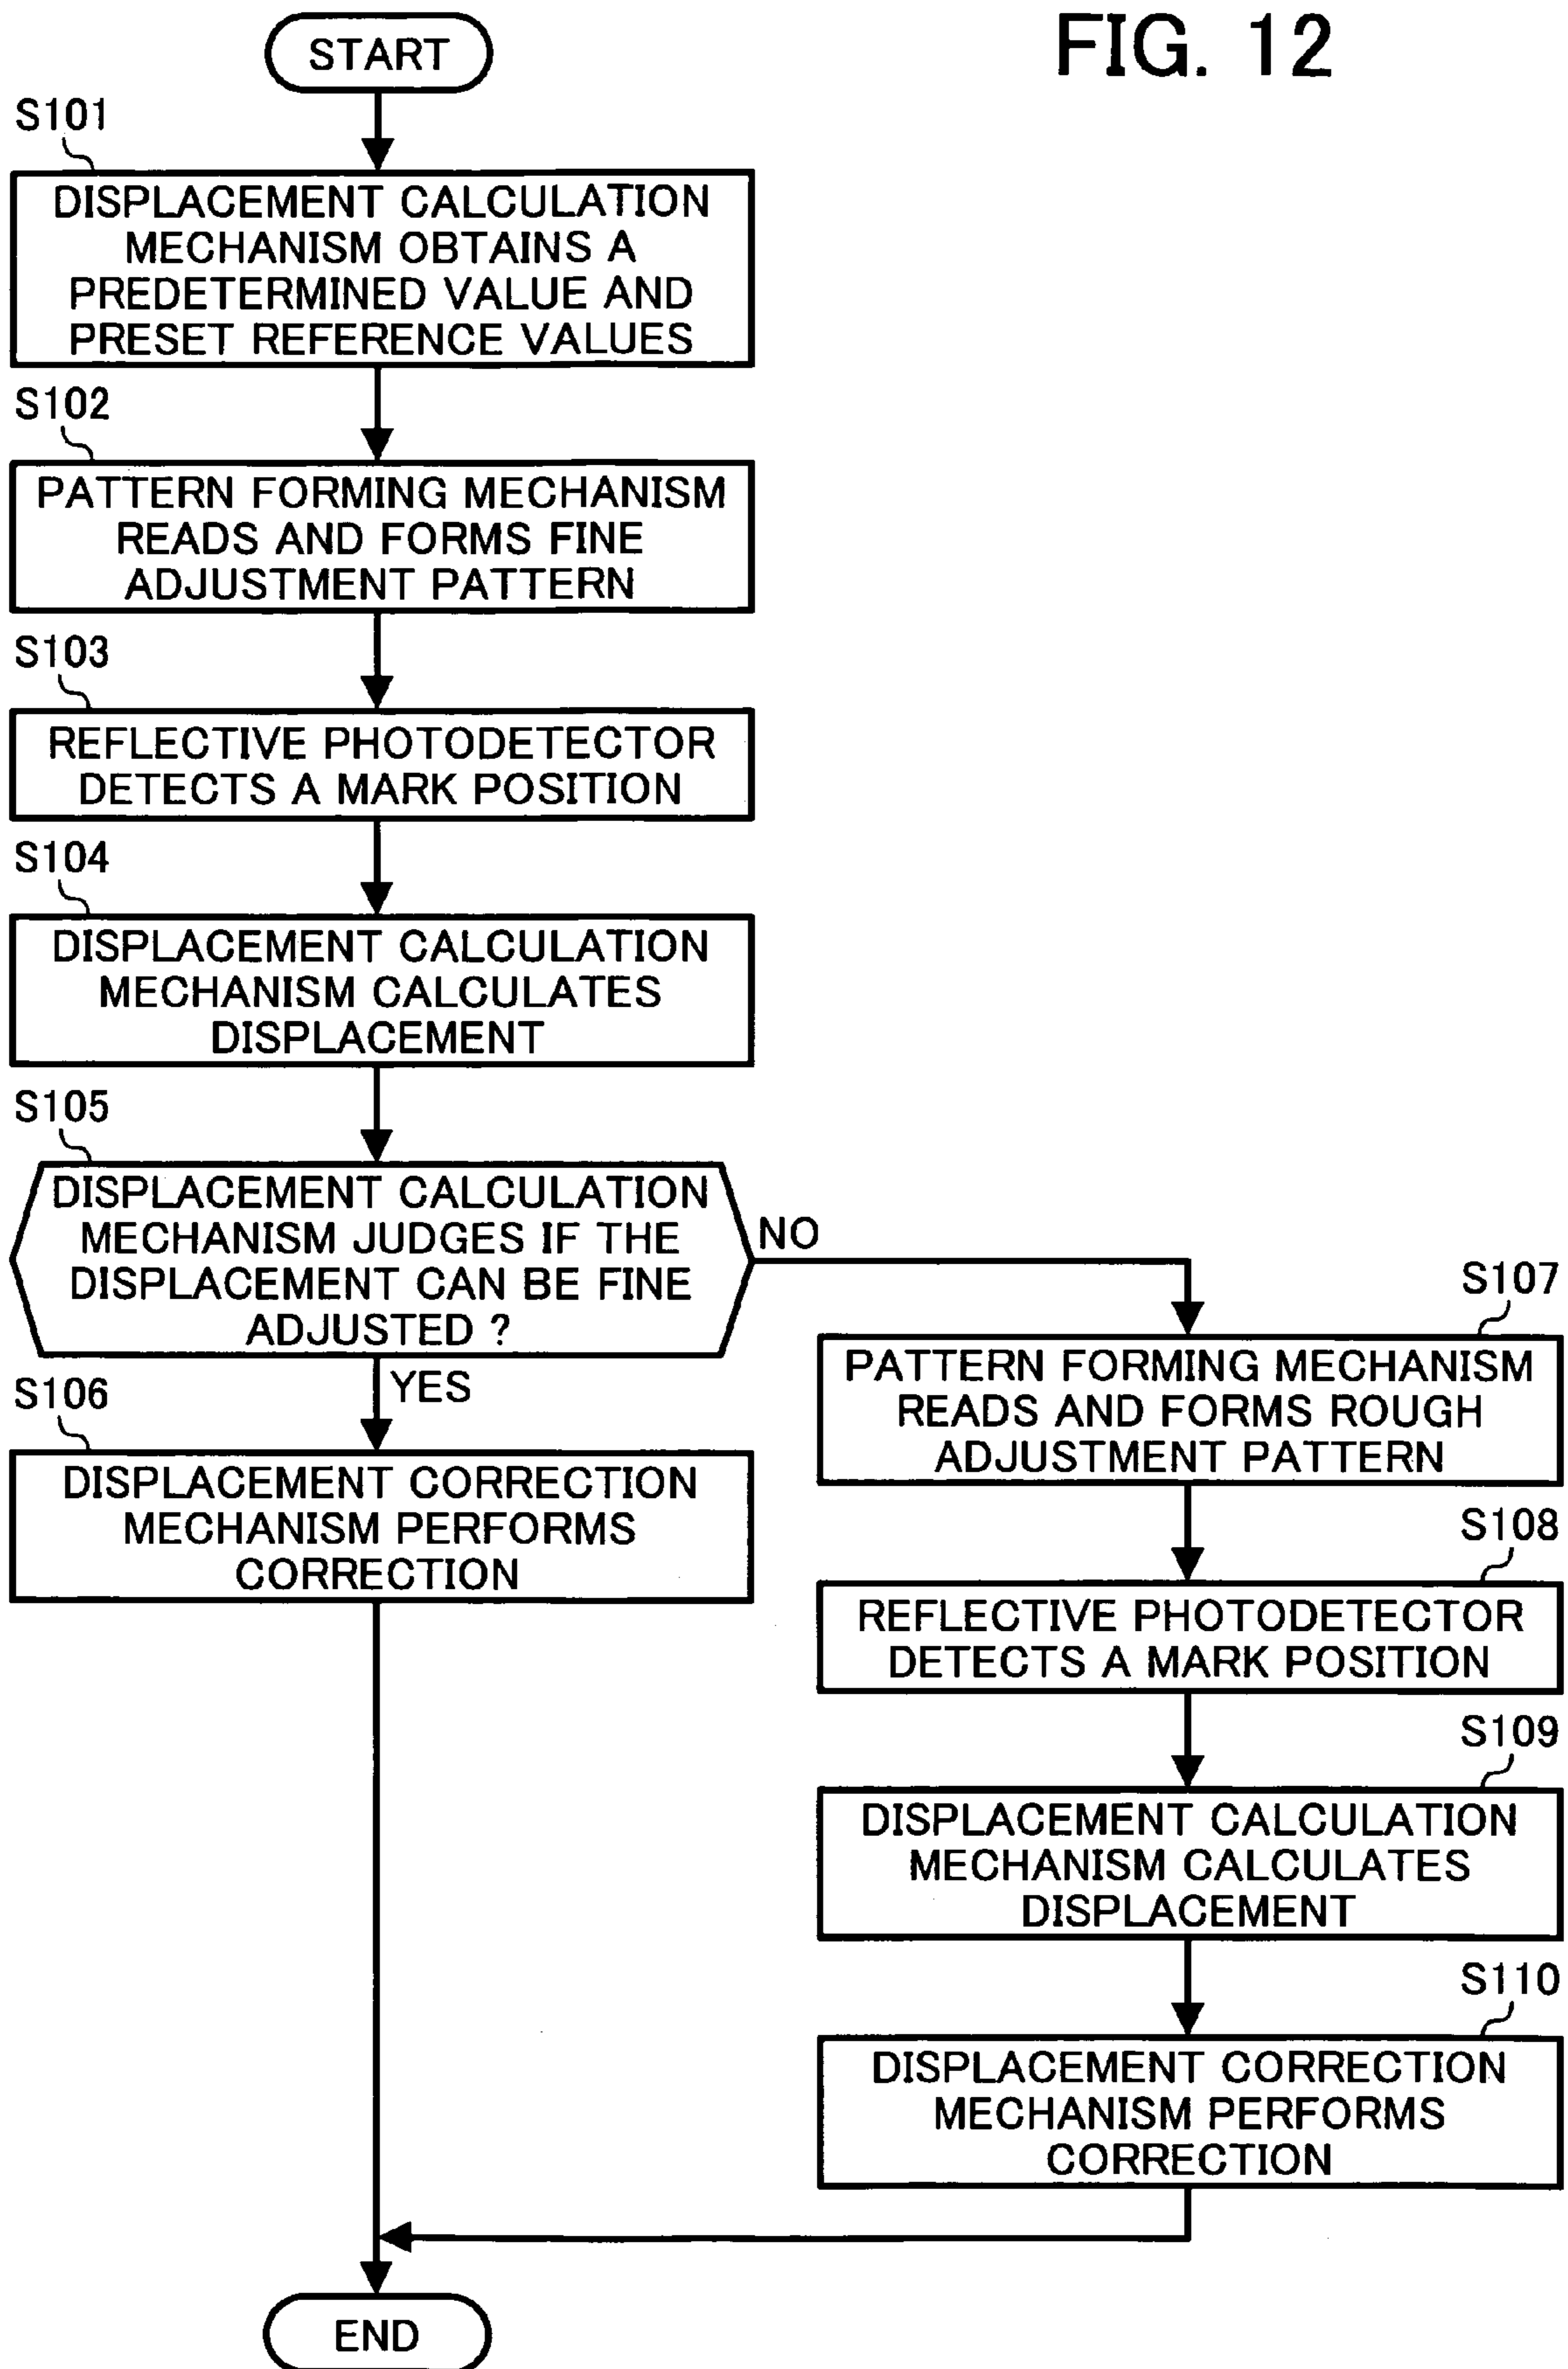 FIG. 12
START
S101
DISPLACEMENT CALCULATION
MECHANISM OBTAINS A
PREDETERMINED VALUE AND
PRESET REFERENCE VALUES
S102
PATTERN FORMING MECHANISM
READS AND FORMS FINE
ADJUSTMENT PATTERN
S103
REFLECTIVE PHOTODETECTOR
DETECTS A MARK POSITION
S104
DISPLACEMENT CALCULATION
MECHANISM CALCULATES
DISPLACEMENT
S105
DISPLACEMENT CALCULATION
MECHANISM JUDGES IF THE
DISPLACEMENT CAN BE FINE
ADJUSTED ?
NO
YES
S106
DISPLACEMENT CORRECTION
MECHANISM PERFORMS
CORRECTION
S107
PATTERN FORMING MECHANISM
READS AND FORMS ROUGH
ADJUSTMENT PATTERN
S108
REFLECTIVE PHOTODETECTOR
DETECTS A MARK POSITION
S109
DISPLACEMENT CALCULATION
MECHANISM CALCULATES
DISPLACEMENT
S110
DISPLACEMENT CORRECTION
MECHANISM PERFORMS
CORRECTION
END